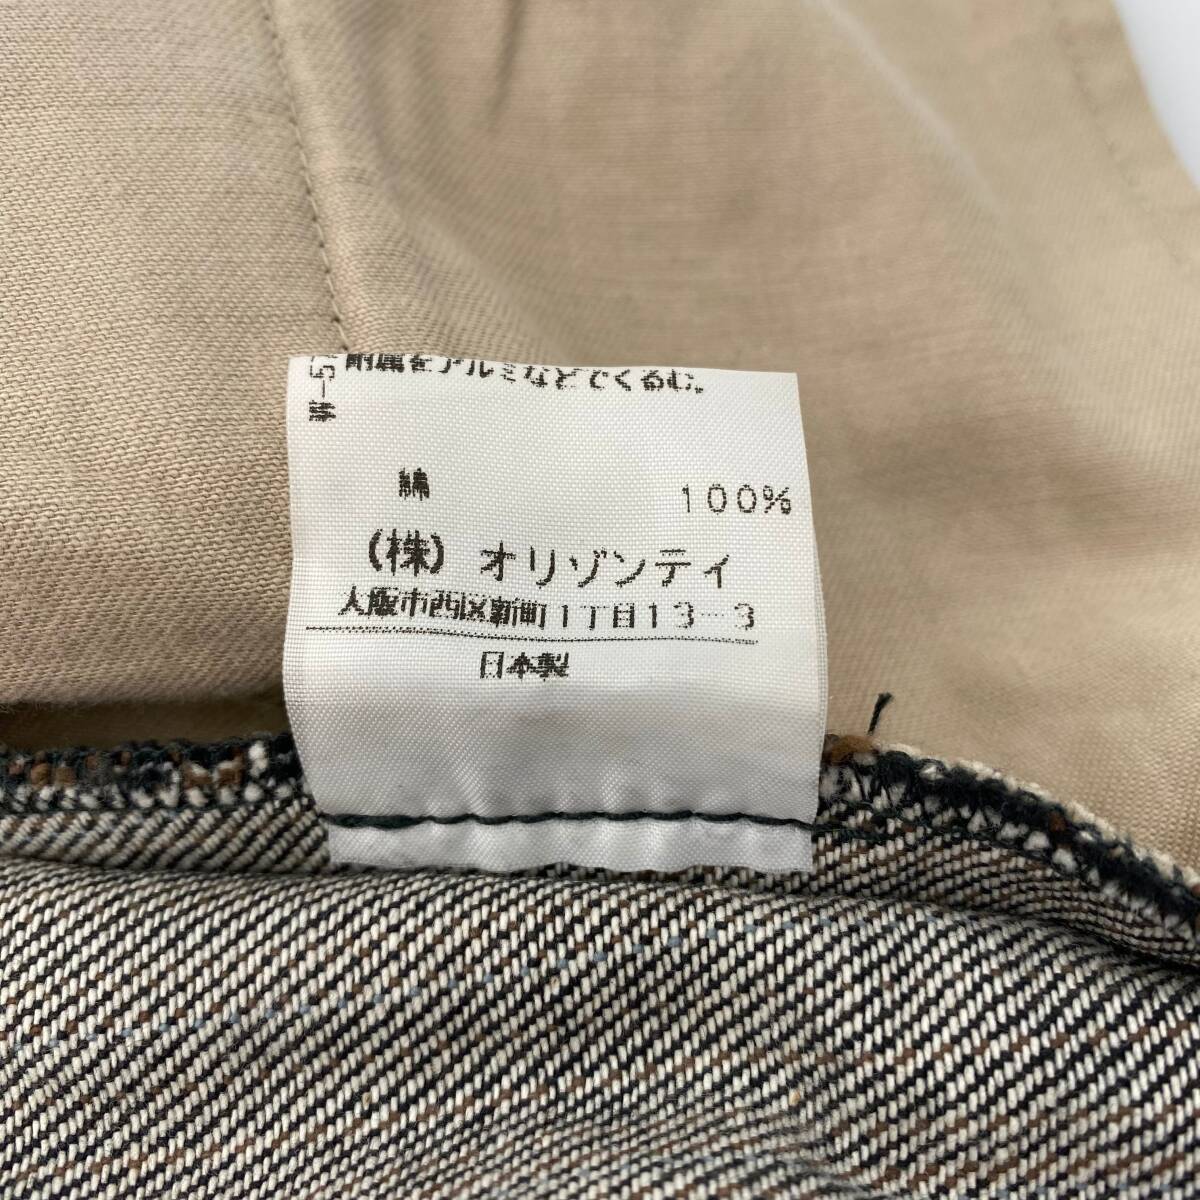 附属をアルミなどでくるむ。
綿 100%
(株) オリゾンティ
大阪市西区新町1丁目13-3
日本製